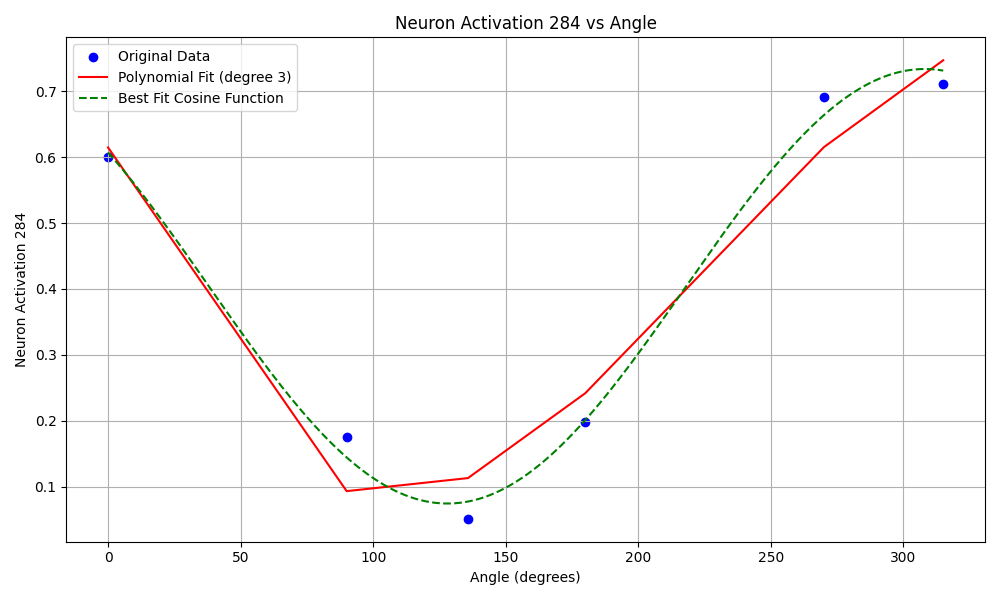 Neuron Activation 284 vs Angle
Original Data
Polynomial Fit (degree 3)
Best Fit Cosine Function
Neuron Activation 284
0.7
0.6
0.5
0.4
0.3
0.2
0.1
0 50 100 150 200 250 300
Angle (degrees)